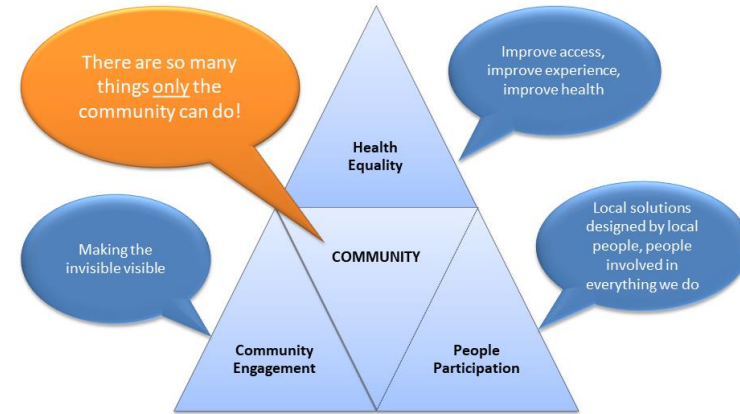 There are so many
things only the
community can do!
Improve access,
improve experience,
improve health
Health
Equality
Making the
invisible visible
COMMUNITY
Local solutions
designed by local
people, people
involved in
everything we do
Community
Engagement
People
Participation